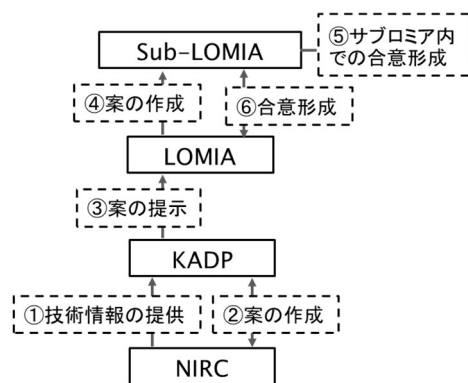 Sub-LOMIA
⑤サブロミア内
での合意形成
④案の作成
⑥合意形成
LOMIA
③案の提示
KADP
①技術情報の提供
②案の作成
NIRC